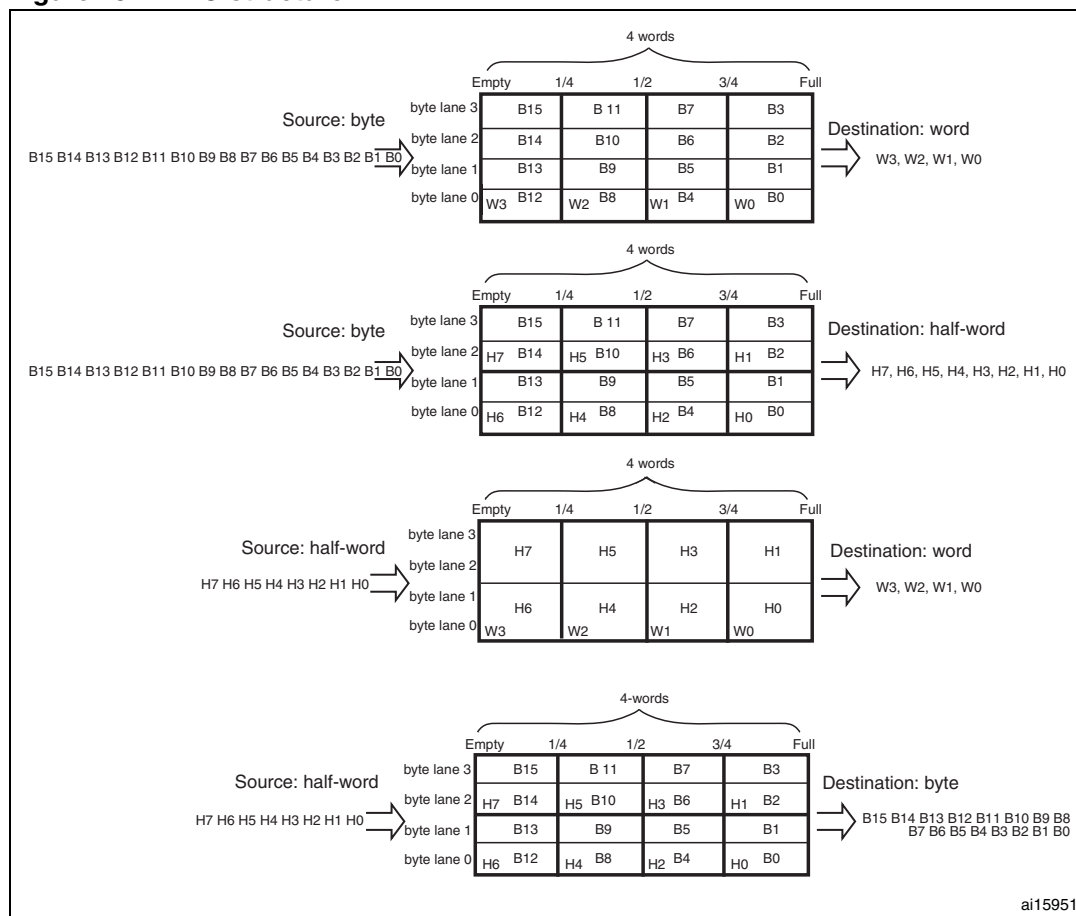 4 words
Empty 1/4 1/2 3/4 Full
Source: byte
B15 B14 B13 B12 B11 B10 B9 B8 B7 B6 B5 B4 B3 B2 B1 B0
byte lane 3 B15 B 11 B7 B3
byte lane 2 B14 B10 B6 B2
byte lane 1 B13 B9 B5 B1
byte lane 0 W3 B12 W2 B8 W1 B4 W0 B0
Destination: word
W3, W2, W1, W0
4 words
Empty 1/4 1/2 3/4 Full
Source: byte
B15 B14 B13 B12 B11 B10 B9 B8 B7 B6 B5 B4 B3 B2 B1 B0
byte lane 3 B15 B 11 B7 B3
byte lane 2 H7 B14 H5 B10 H3 B6 H1 B2
byte lane 1 B13 B9 B5 B1
byte lane 0 H6 B12 H4 B8 H2 B4 H0 B0
Destination: half-word
H7, H6, H5, H4, H3, H2, H1, H0
4 words
Empty 1/4 1/2 3/4 Full
Source: half-word
H7 H6 H5 H4 H3 H2 H1 H0
byte lane 3
H7 H5 H3 H1
byte lane 2
byte lane 1
H6 H4 H2 H0
byte lane 0 W3 W2 W1 W0
Destination: word
W3, W2, W1, W0
4-words
Empty 1/4 1/2 3/4 Full
Source: half-word
H7 H6 H5 H4 H3 H2 H1 H0
byte lane 3 B15 B 11 B7 B3
byte lane 2 H7 B14 H5 B10 H3 B6 H1 B2
byte lane 1 B13 B9 B5 B1
byte lane 0 H6 B12 H4 B8 H2 B4 H0 B0
Destination: byte
B15 B14 B13 B12 B11 B10 B9 B8
B7 B6 B5 B4 B3 B2 B1 B0
ai15951